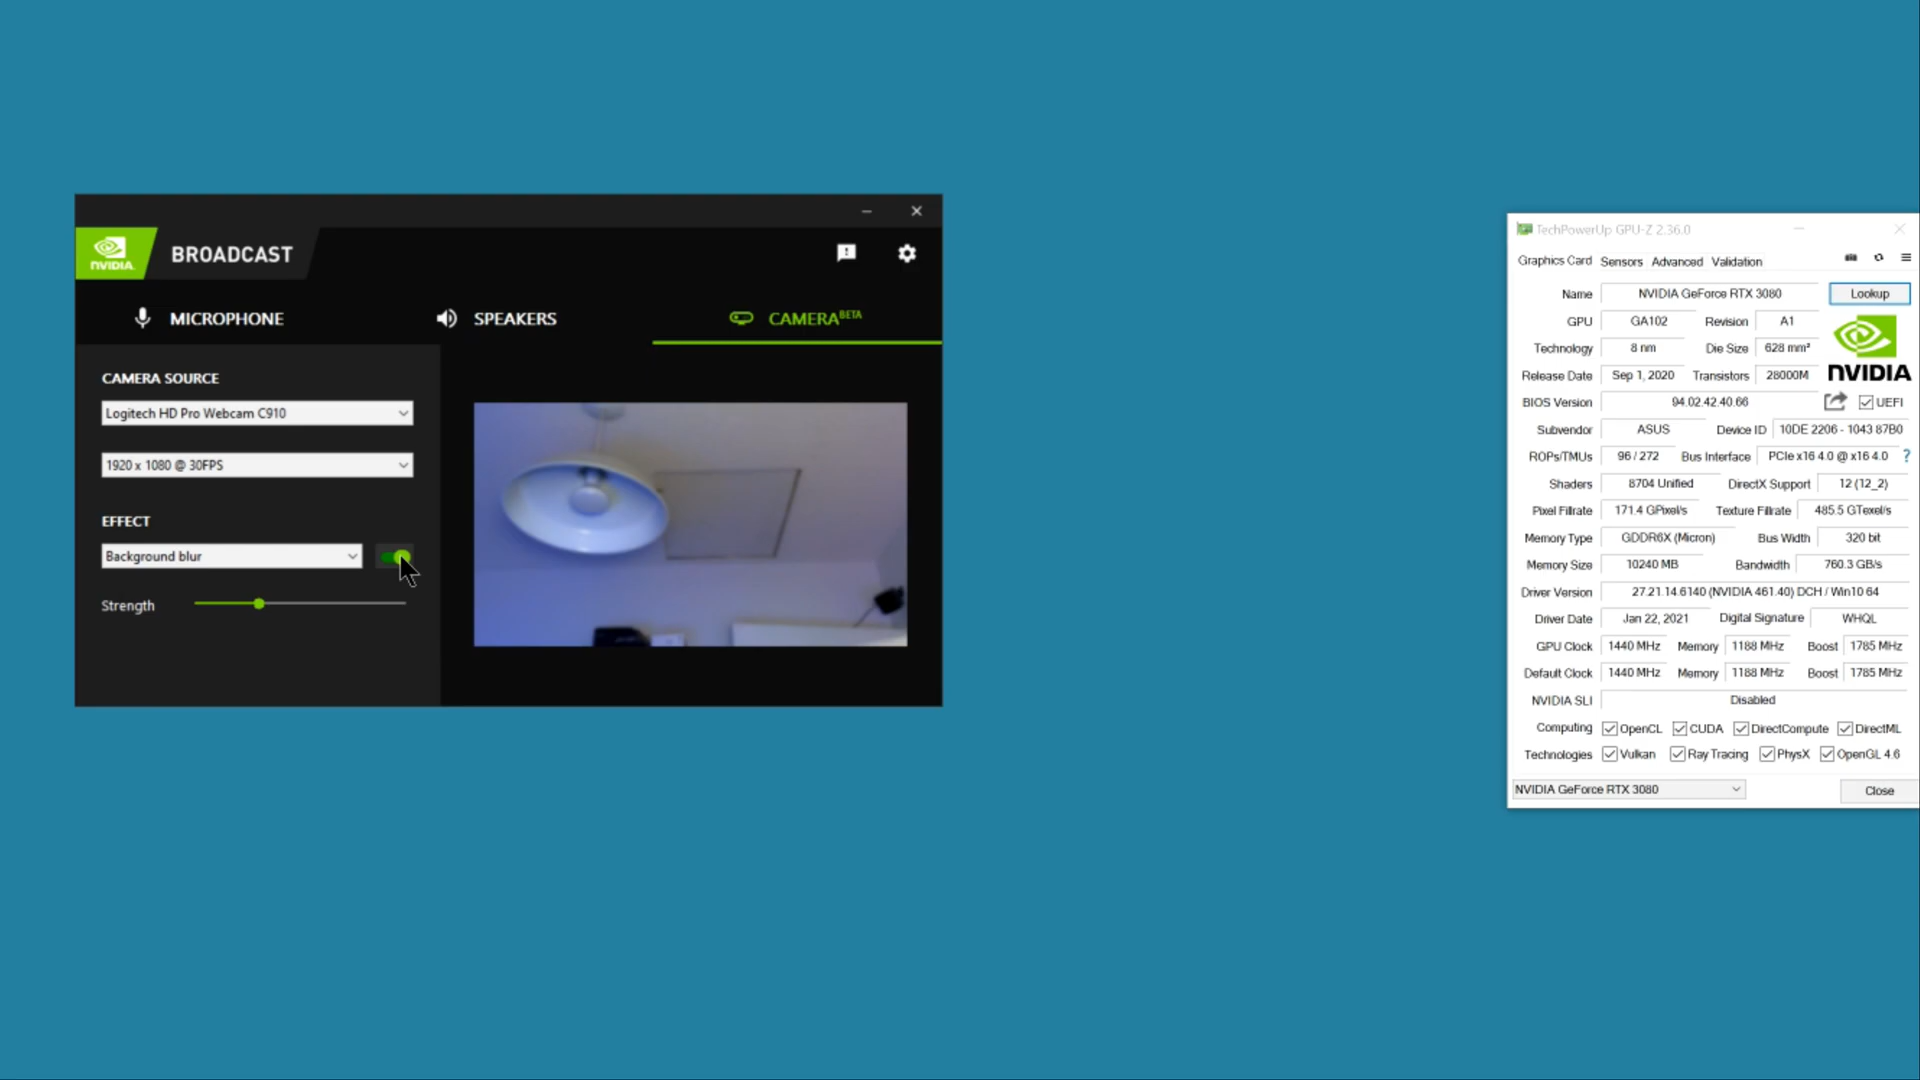 NVIDIA.
BROADCAST
MICROPHONE
SPEAKERS
CAMERA BETA
CAMERA SOURCE
Logitech HD Pro Webcam C910
1920 x 1080 @ 30FPS
EFFECT
Background blur
Strength
TechPowerUp GPU-Z 2.36.0
Graphics Card Sensors Advanced Validation
Name NVIDIA GeForce RTX 3080 Lookup
GPU GA102 Revision A1
Technology 8 nm Die Size 628 mm²
Release Date Sep 1, 2020 Transistors 28000M
NVIDIA
BIOS Version 94.02.42.40.66 UEFI
Subvendor ASUS Device ID 10DE 2206 - 1043 87B0
ROPs/TMUs 96 / 272 Bus Interface PCIe x16 4.0 @ x16 4.0 ?
Shaders 8704 Unified DirectX Support 12 (12_2)
Pixel Fillrate 171.4 GPixel/s Texture Fillrate 485.5 GTexel/s
Memory Type GDDR6X (Micron) Bus Width 320 bit
Memory Size 10240 MB Bandwidth 760.3 GB/s
Driver Version 27.21.14.6140 (NVIDIA 461.40) DCH / Win10 64
Driver Date Jan 22, 2021 Digital Signature WHQL
GPU Clock 1440 MHz Memory 1188 MHz Boost 1785 MHz
Default Clock 1440 MHz Memory 1188 MHz Boost 1785 MHz
NVIDIA SLI Disabled
Computing OpenCL CUDA DirectCompute DirectML
Technologies Vulkan Ray Tracing PhysX OpenGL 4.6
NVIDIA GeForce RTX 3080 Close